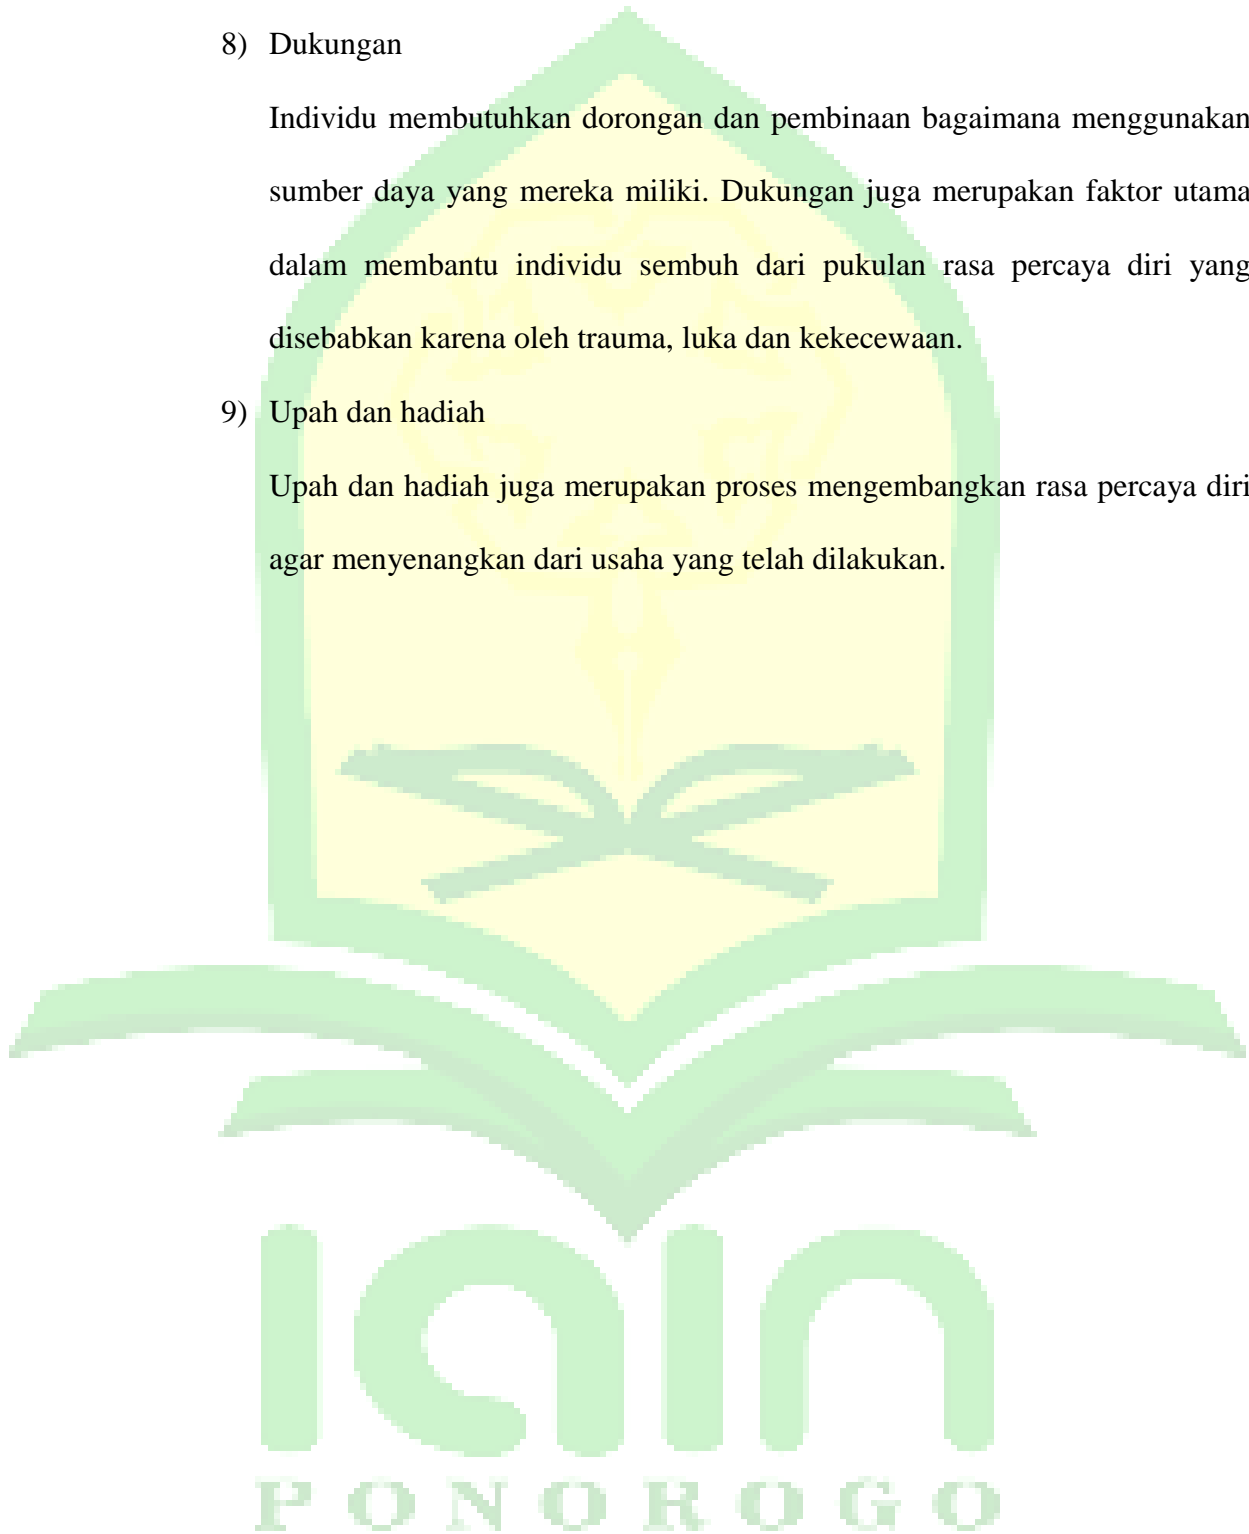 8) Dukungan
Individu membutuhkan dorongan dan pembinaan bagaimana menggunakan
sumber daya yang mereka miliki. Dukungan juga merupakan faktor utama
dalam membantu individu sembuh dari pukulan rasa percaya diri yang
disebabkan karena oleh trauma, luka dan kekecewaan.
9) Upah dan hadiah
Upah dan hadiah juga merupakan proses mengembangkan rasa percaya diri
agar menyenangkan dari usaha yang telah dilakukan.
iain
PONOROGO